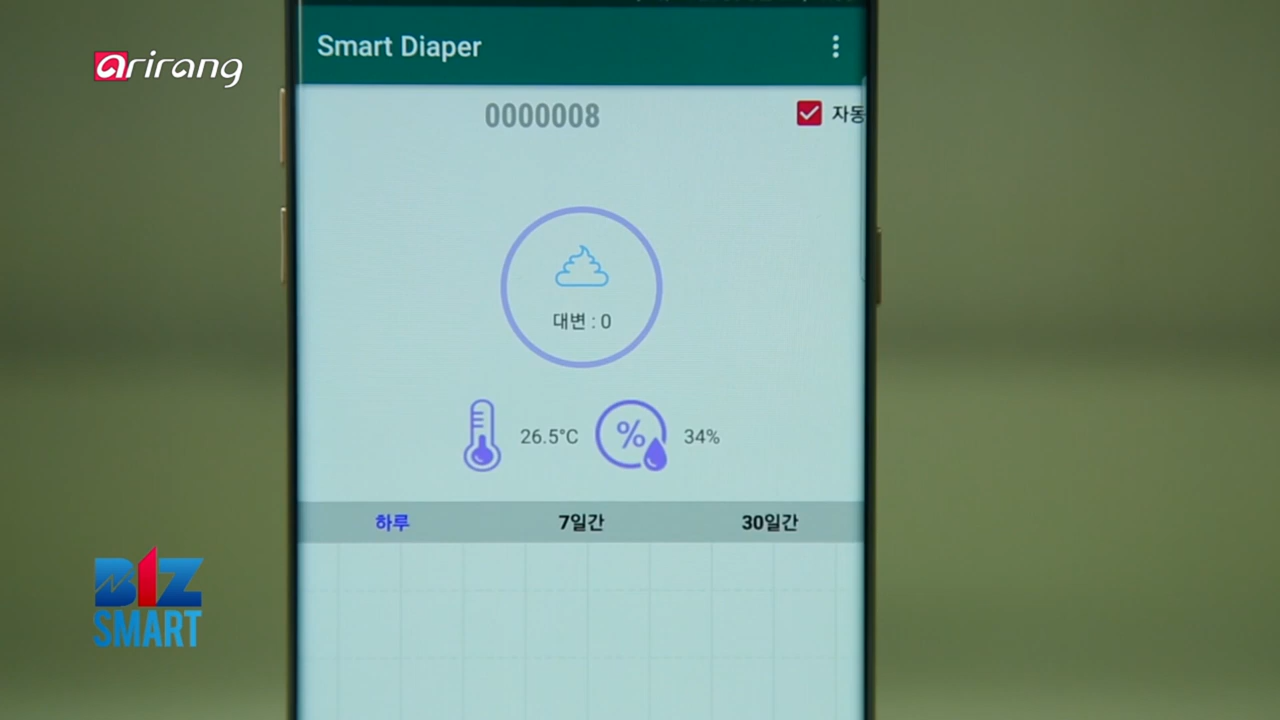 arirang
Smart Diaper
0000008
자동
대변 : 0
26.5°C
%
34%
하루
7일간
30일간
BIZ
SMART